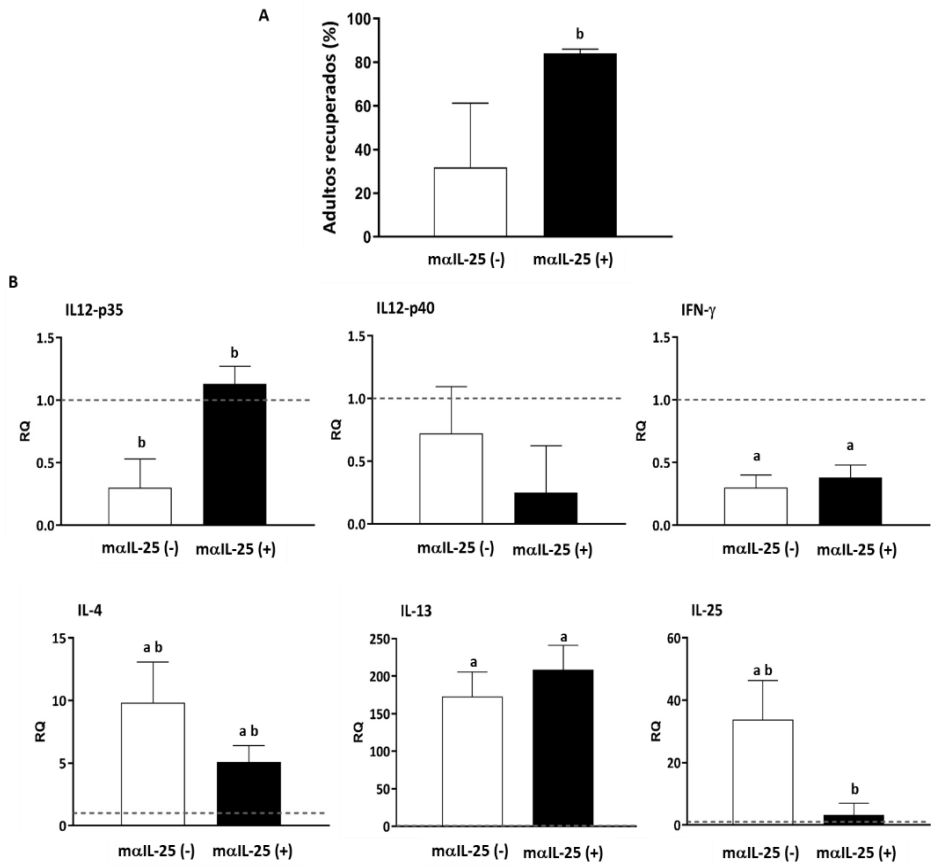 A
Adultos recuperados (%)
100
80
60
40
20
0
b
mαIL-25 (-) mαIL-25 (+)
B
IL12-p35
RQ
1.5
1.0
0.5
0.0
b
b
mαIL-25 (-) mαIL-25 (+)
IL12-p40
RQ
1.5
1.0
0.5
0.0
mαIL-25 (-) mαIL-25 (+)
IFN-γ
RQ
1.5
1.0
0.5
0.0
a
a
mαIL-25 (-) mαIL-25 (+)
IL-4
RQ
15
10
5
0
a b
a b
mαIL-25 (-) mαIL-25 (+)
IL-13
RQ
250
200
150
100
50
0
a
a
mαIL-25 (-) mαIL-25 (+)
IL-25
RQ
60
40
20
0
a b
b
mαIL-25 (-) mαIL-25 (+)